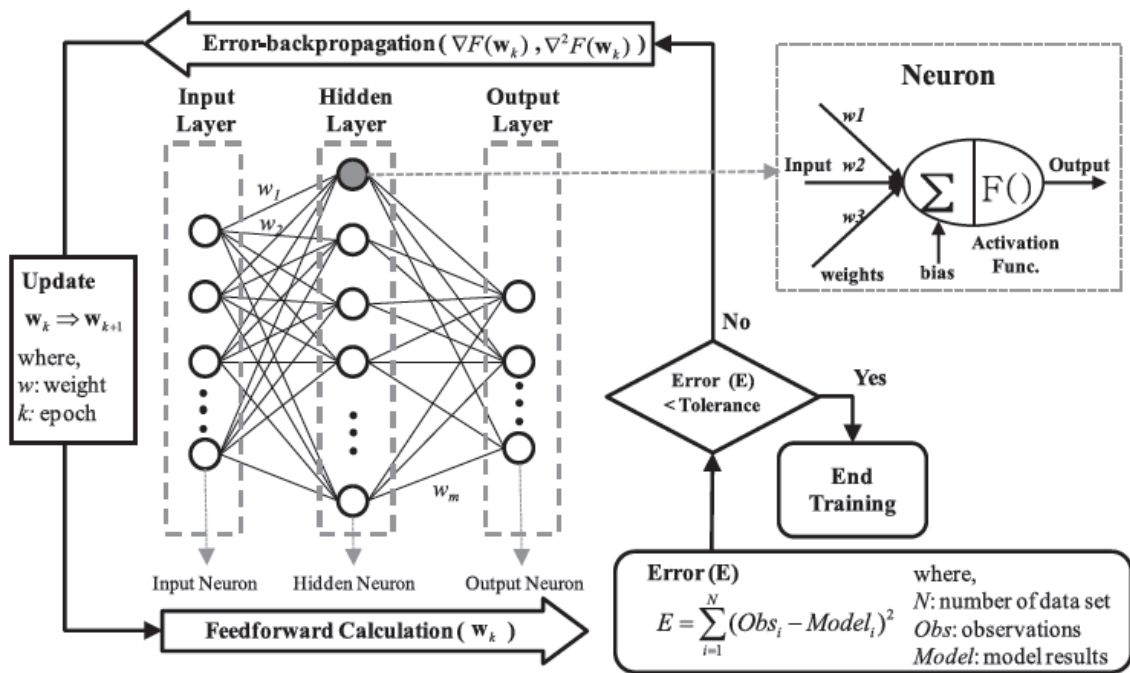 Error-backpropagation ( ∇F(w_k) , ∇²F(w_k) )
Input
Layer
Hidden
Layer
Output
Layer
w_1
w_2
w_m
Input Neuron
Hidden Neuron
Output Neuron
Update
w_k ⇒ w_{k+1}
where,
w: weight
k: epoch
Feedforward Calculation ( w_k )
Neuron
w1
Input w2
w3
weights
Σ
F()
Output
bias
Activation
Func.
No
Error (E)
< Tolerance
Yes
End
Training
Error (E)
E = \sum_{i=1}^{N} (Obs_i − Model_i)²
where,
N: number of data set
Obs: observations
Model: model results